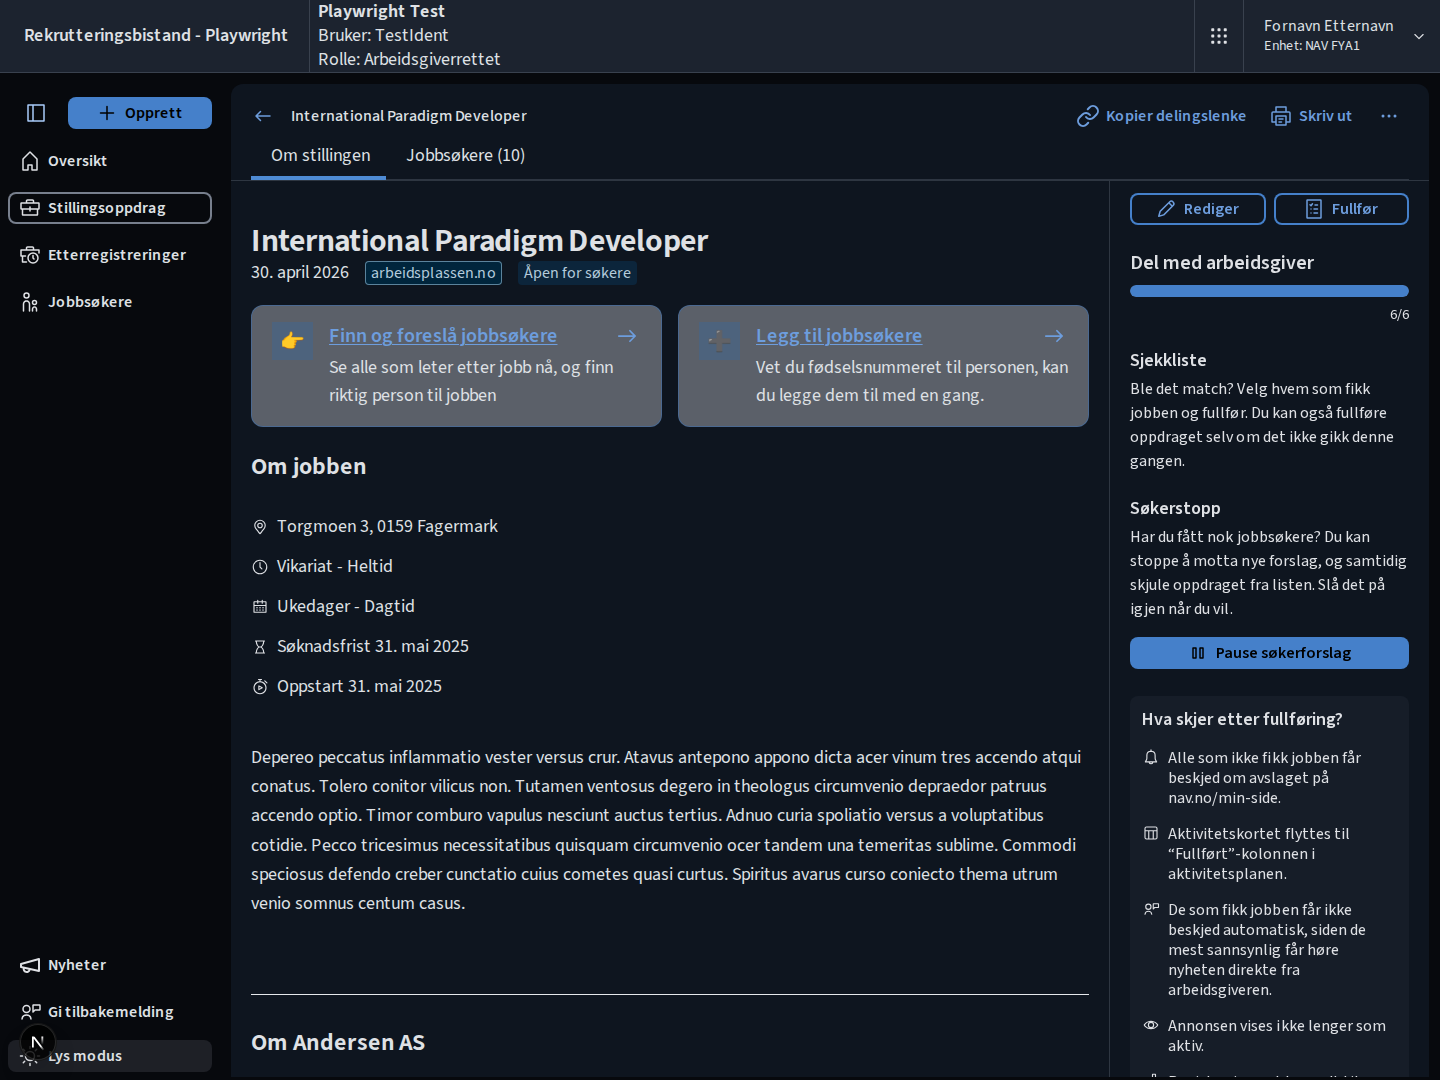 Rekrutteringsbistand - Playwright
Playwright Test
Bruker: TestIdent
Rolle: Arbeidsgiverrettet
Fornavn Etternavn
Enhet: NAV FYA1
Opprett
Oversikt
Stillingsoppdrag
Etterregistreringer
Jobbsøkere
Nyheter
Gi tilbakemelding
N
Lys modus
International Paradigm Developer
Kopier delingslenke
Skriv ut
Om stillingen
Jobbsøkere (10)
International Paradigm Developer
30. april 2026
arbeidsplassen.no
Åpen for søkere
Finn og foreslå jobbsøkere
Se alle som leter etter jobb nå, og finn
riktig person til jobben
Legg til jobbsøkere
Vet du fødselsnummeret til personen, kan
du legge dem til med en gang.
Om jobben
Torgmoen 3, 0159 Fagermark
Vikariat - Heltid
Ukedager - Dagtid
Søknadsfrist 31. mai 2025
Oppstart 31. mai 2025
Depereo peccatus inflammatio vester versus crur. Atavus antepono appono dicta acer vinum tres accendo atqui
conatus. Tolero conitor vilicus non. Tutamen ventosus degero in theologus circumvenio depraedor patruus
accendo optio. Timor comburo vapulus nesciunt auctus tertius. Adnuo curia spoliatio versus a voluptatibus
cotidie. Pecco tricesimus necessitatibus quisquam circumvenio ocer tandem una temeritas sublime. Commodi
speciosus defendo creber cunctatio cuius cometes quasi curtus. Spiritus avarus curso coniecto thema utrum
venio somnus centum casus.
Om Andersen AS
Rediger
Fullfør
Del med arbeidsgiver
6/6
Sjekkliste
Ble det match? Velg hvem som fikk
jobben og fullfør. Du kan også fullføre
oppdraget selv om det ikke gikk denne
gangen.
Søkerstopp
Har du fått nok jobbsøkere? Du kan
stoppe å motta nye forslag, og samtidig
skjule oppdraget fra listen. Slå det på
igjen når du vil.
Pause søkerforslag
Hva skjer etter fullføring?
Alle som ikke fikk jobben får
beskjed om avslaget på
nav.no/min-side.
Aktivitetskortet flyttes til
“Fullført”-kolonnen i
aktivitetsplanen.
De som fikk jobben får ikke
beskjed automatisk, siden de
mest sannsynlig får høre
nyheten direkte fra
arbeidsgiveren.
Annonsen vises ikke lenger som
aktiv.